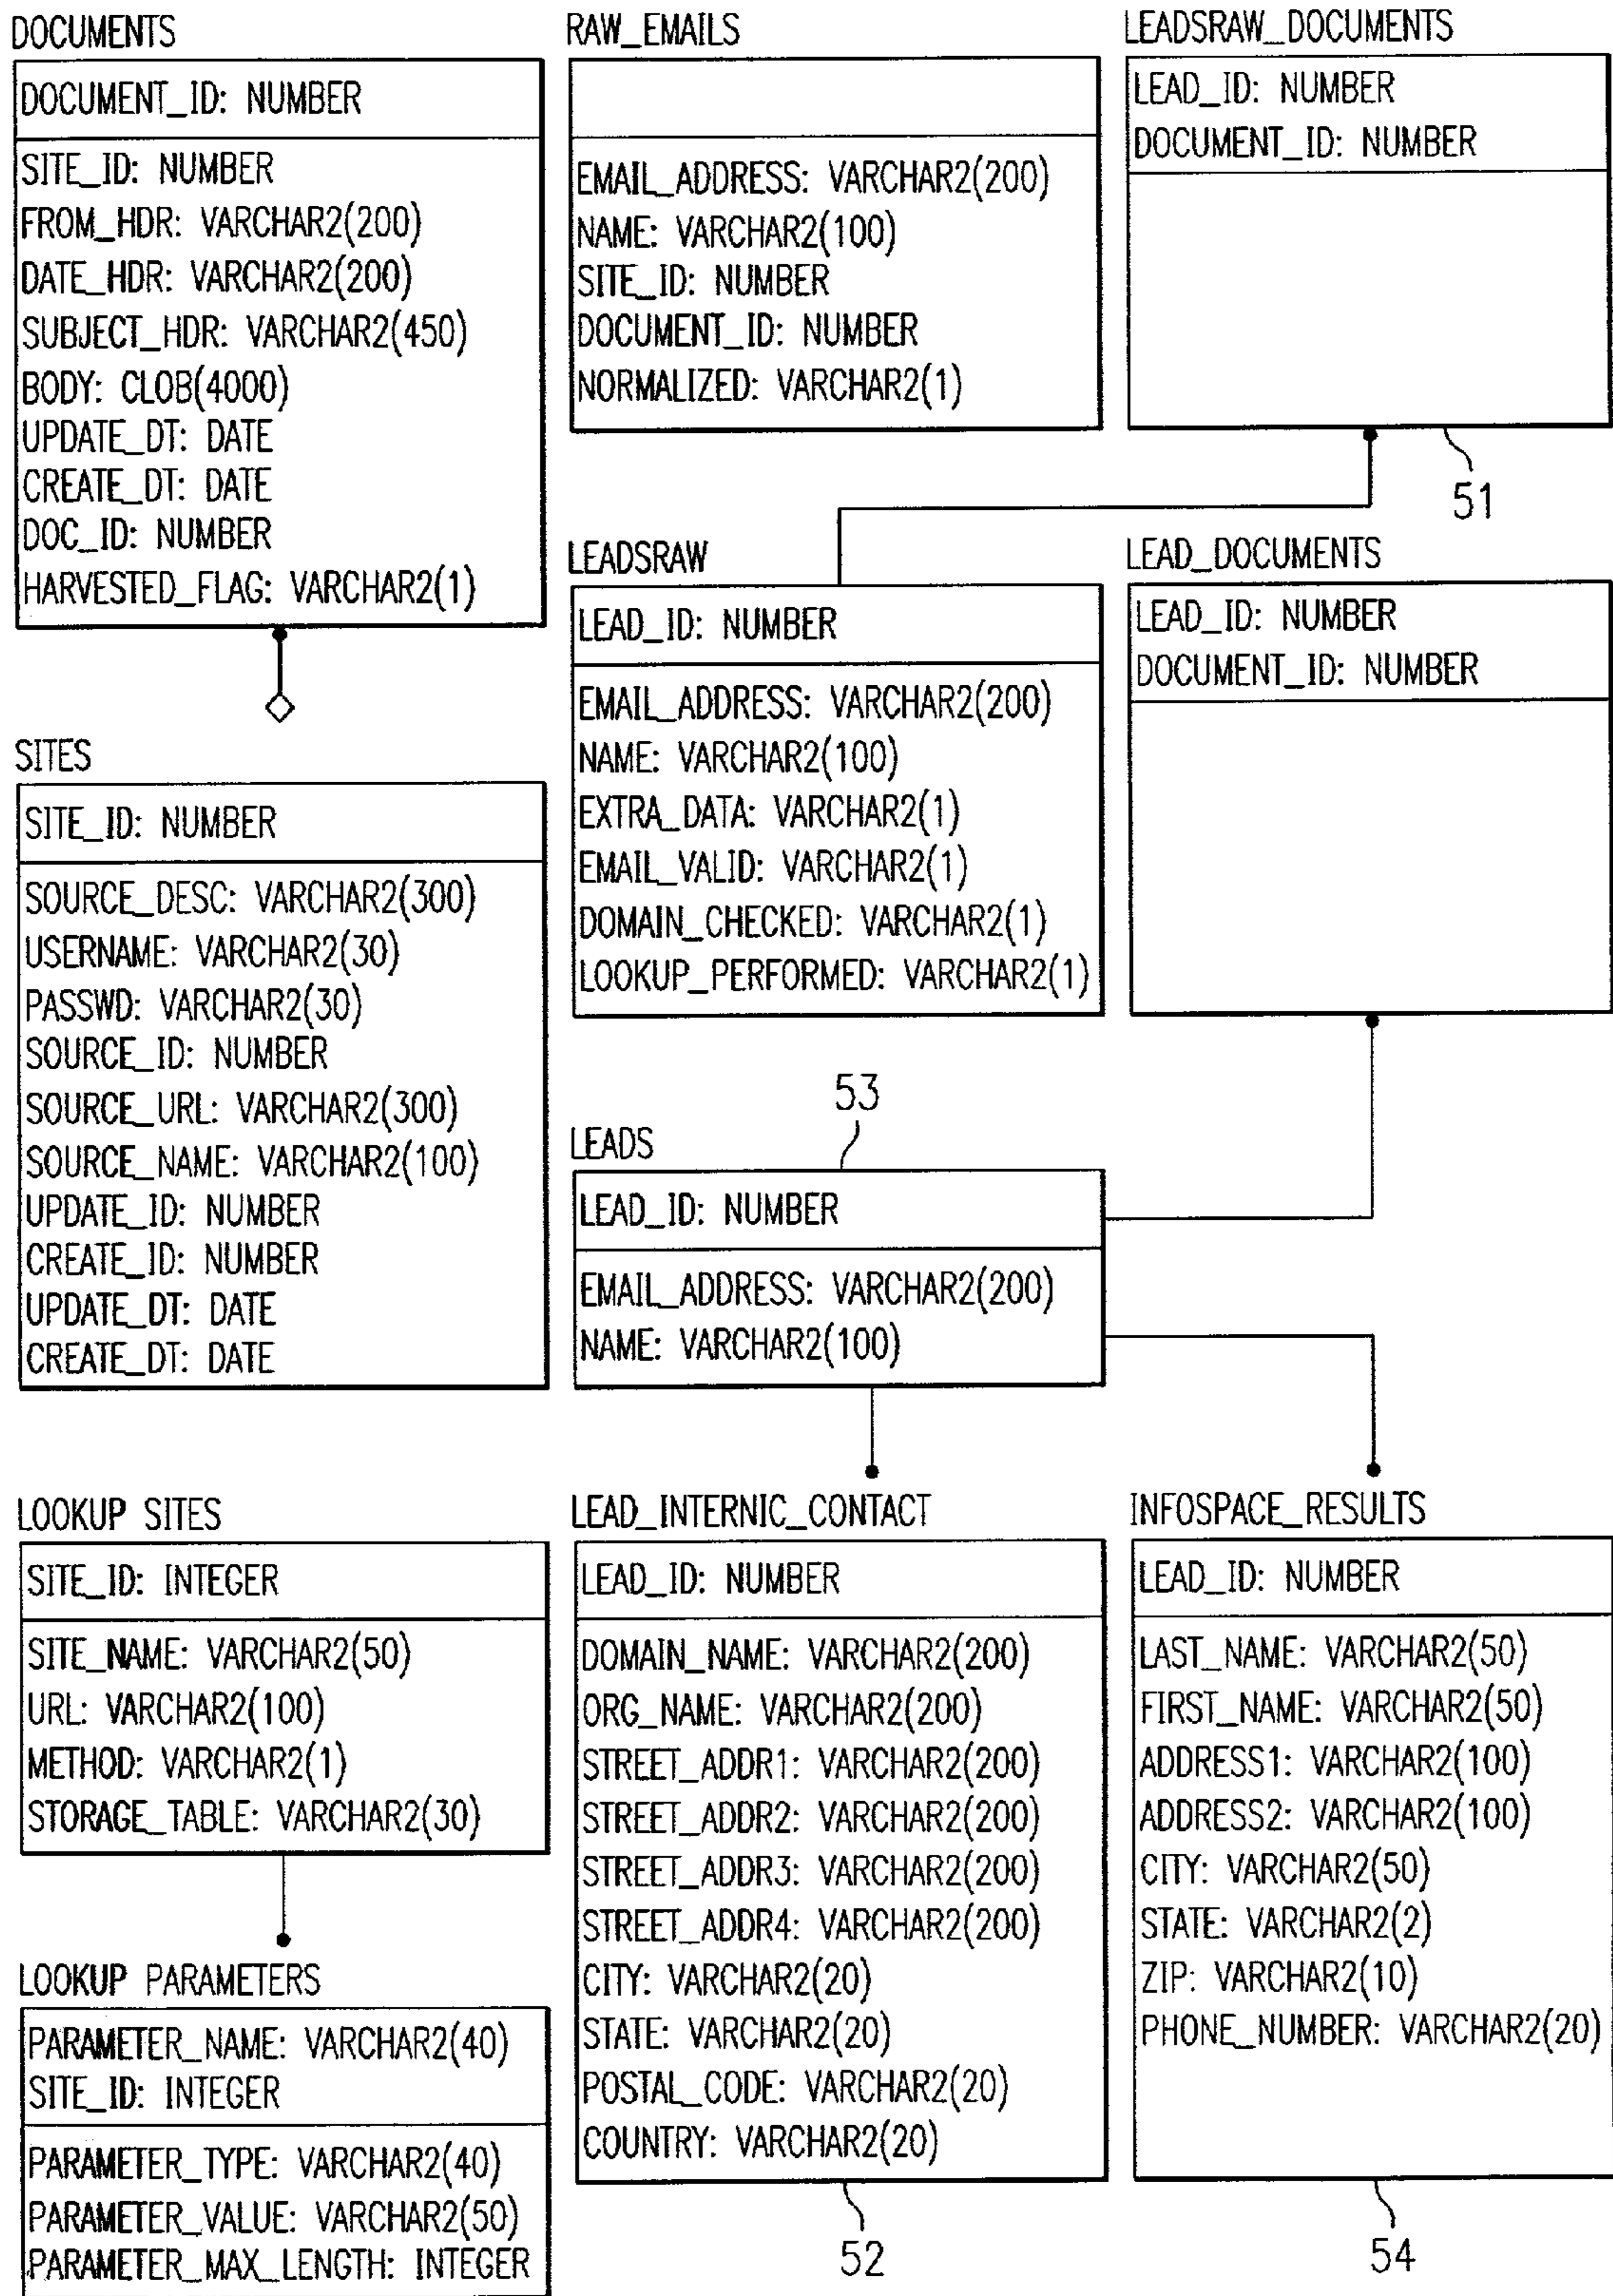 DOCUMENTS
DOCUMENT_ID: NUMBER
SITE_ID: NUMBER
FROM_HDR: VARCHAR2(200)
DATE_HDR: VARCHAR2(200)
SUBJECT_HDR: VARCHAR2(450)
BODY: CLOB(4000)
UPDATE_DT: DATE
CREATE_DT: DATE
DOC_ID: NUMBER
HARVESTED_FLAG: VARCHAR2(1)
SITES
SITE_ID: NUMBER
SOURCE_DESC: VARCHAR2(300)
USERNAME: VARCHAR2(30)
PASSWD: VARCHAR2(30)
SOURCE_ID: NUMBER
SOURCE_URL: VARCHAR2(300)
SOURCE_NAME: VARCHAR2(100)
UPDATE_ID: NUMBER
CREATE_ID: NUMBER
UPDATE_DT: DATE
CREATE_DT: DATE
LOOKUP SITES
SITE_ID: INTEGER
SITE_NAME: VARCHAR2(50)
URL: VARCHAR2(100)
METHOD: VARCHAR2(1)
STORAGE_TABLE: VARCHAR2(30)
LOOKUP PARAMETERS
PARAMETER_NAME: VARCHAR2(40)
SITE_ID: INTEGER
PARAMETER_TYPE: VARCHAR2(40)
PARAMETER_VALUE: VARCHAR2(50)
PARAMETER_MAX_LENGTH: INTEGER
RAW_EMAILS
EMAIL_ADDRESS: VARCHAR2(200)
NAME: VARCHAR2(100)
SITE_ID: NUMBER
DOCUMENT_ID: NUMBER
NORMALIZED: VARCHAR2(1)
LEADSRAW
LEAD_ID: NUMBER
EMAIL_ADDRESS: VARCHAR2(200)
NAME: VARCHAR2(100)
EXTRA_DATA: VARCHAR2(1)
EMAIL_VALID: VARCHAR2(1)
DOMAIN_CHECKED: VARCHAR2(1)
LOOKUP_PERFORMED: VARCHAR2(1)
53
LEADS
LEAD_ID: NUMBER
EMAIL_ADDRESS: VARCHAR2(200)
NAME: VARCHAR2(100)
LEAD_INTERNIC_CONTACT
LEAD_ID: NUMBER
DOMAIN_NAME: VARCHAR2(200)
ORG_NAME: VARCHAR2(200)
STREET_ADDR1: VARCHAR2(200)
STREET_ADDR2: VARCHAR2(200)
STREET_ADDR3: VARCHAR2(200)
STREET_ADDR4: VARCHAR2(200)
CITY: VARCHAR2(20)
STATE: VARCHAR2(20)
POSTAL_CODE: VARCHAR2(20)
COUNTRY: VARCHAR2(20)
52
LEADSRAW_DOCUMENTS
LEAD_ID: NUMBER
DOCUMENT_ID: NUMBER
51
LEAD_DOCUMENTS
LEAD_ID: NUMBER
DOCUMENT_ID: NUMBER
INFOSPACE_RESULTS
LEAD_ID: NUMBER
LAST_NAME: VARCHAR2(50)
FIRST_NAME: VARCHAR2(50)
ADDRESS1: VARCHAR2(100)
ADDRESS2: VARCHAR2(100)
CITY: VARCHAR2(50)
STATE: VARCHAR2(2)
ZIP: VARCHAR2(10)
PHONE_NUMBER: VARCHAR2(20)
54